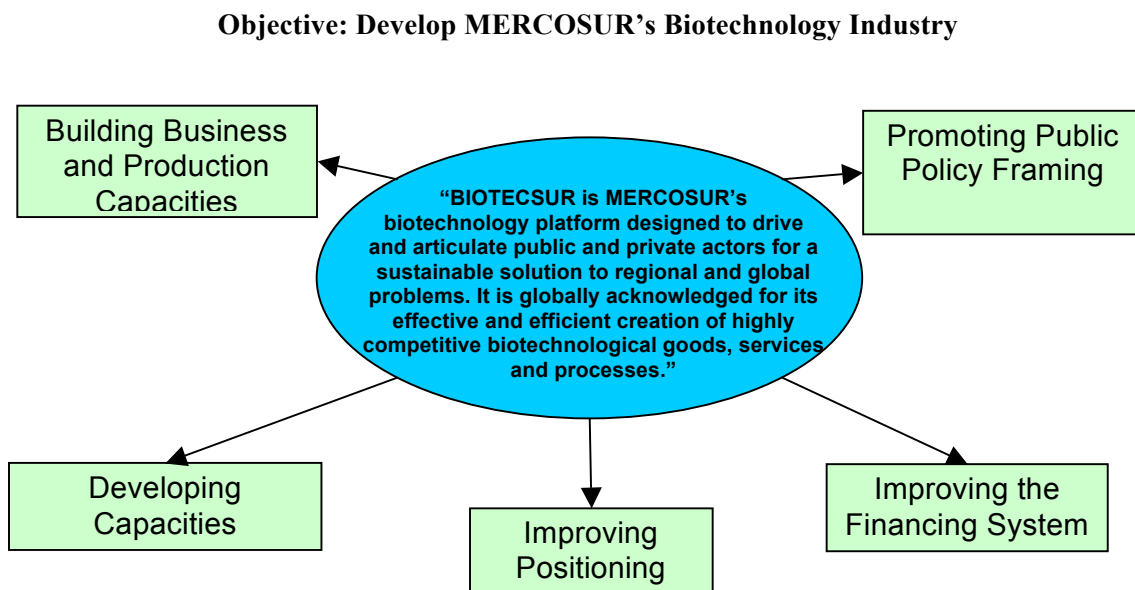 Objective: Develop MERCOSUR’s Biotechnology Industry
Building Business
and Production
Capacities
Promoting Public
Policy Framing
“BIOTECSUR is MERCOSUR’s
biotechnology platform designed to drive
and articulate public and private actors for a
sustainable solution to regional and global
problems. It is globally acknowledged for its
effective and efficient creation of highly
competitive biotechnological goods, services
and processes.”
Developing
Capacities
Improving
Positioning
Improving the
Financing System